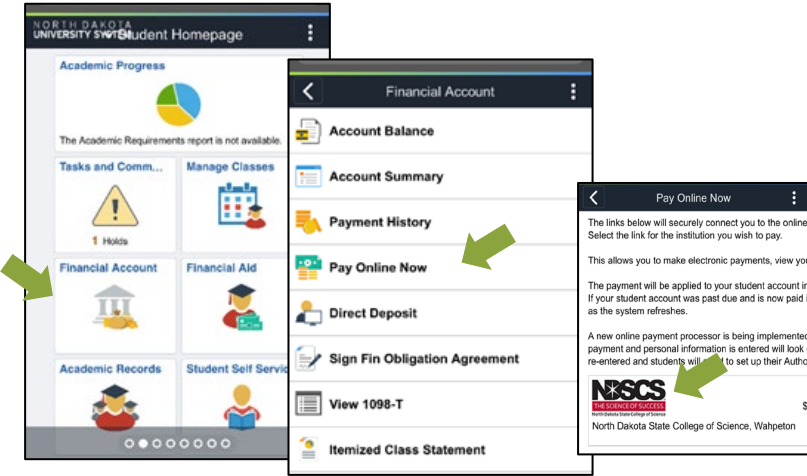 NORTH DAKOTA
UNIVERSITY SYSTEM
Student Homepage
Academic Progress
The Academic Requirements report is not available.
Tasks and Comm...
Manage Classes
1 Holds
Financial Account
Financial Aid
Academic Records
Student Self Servic
Financial Account
Account Balance
Account Summary
Payment History
Pay Online Now
Direct Deposit
Sign Fin Obligation Agreement
View 1098-T
Itemized Class Statement
Pay Online Now
The links below will securely connect you to the online
Select the link for the institution you wish to pay.
This allows you to make electronic payments, view you
The payment will be applied to your student account in
If your student account was past due and is now paid i
as the system refreshes.
A new online payment processor is being implemented
payment and personal information is entered will look
re-entered and students will to set up their Autho
NDSCS
THE SCIENCE OF SUCCESS.
North Dakota State College of Science
$
North Dakota State College of Science, Wahpeton